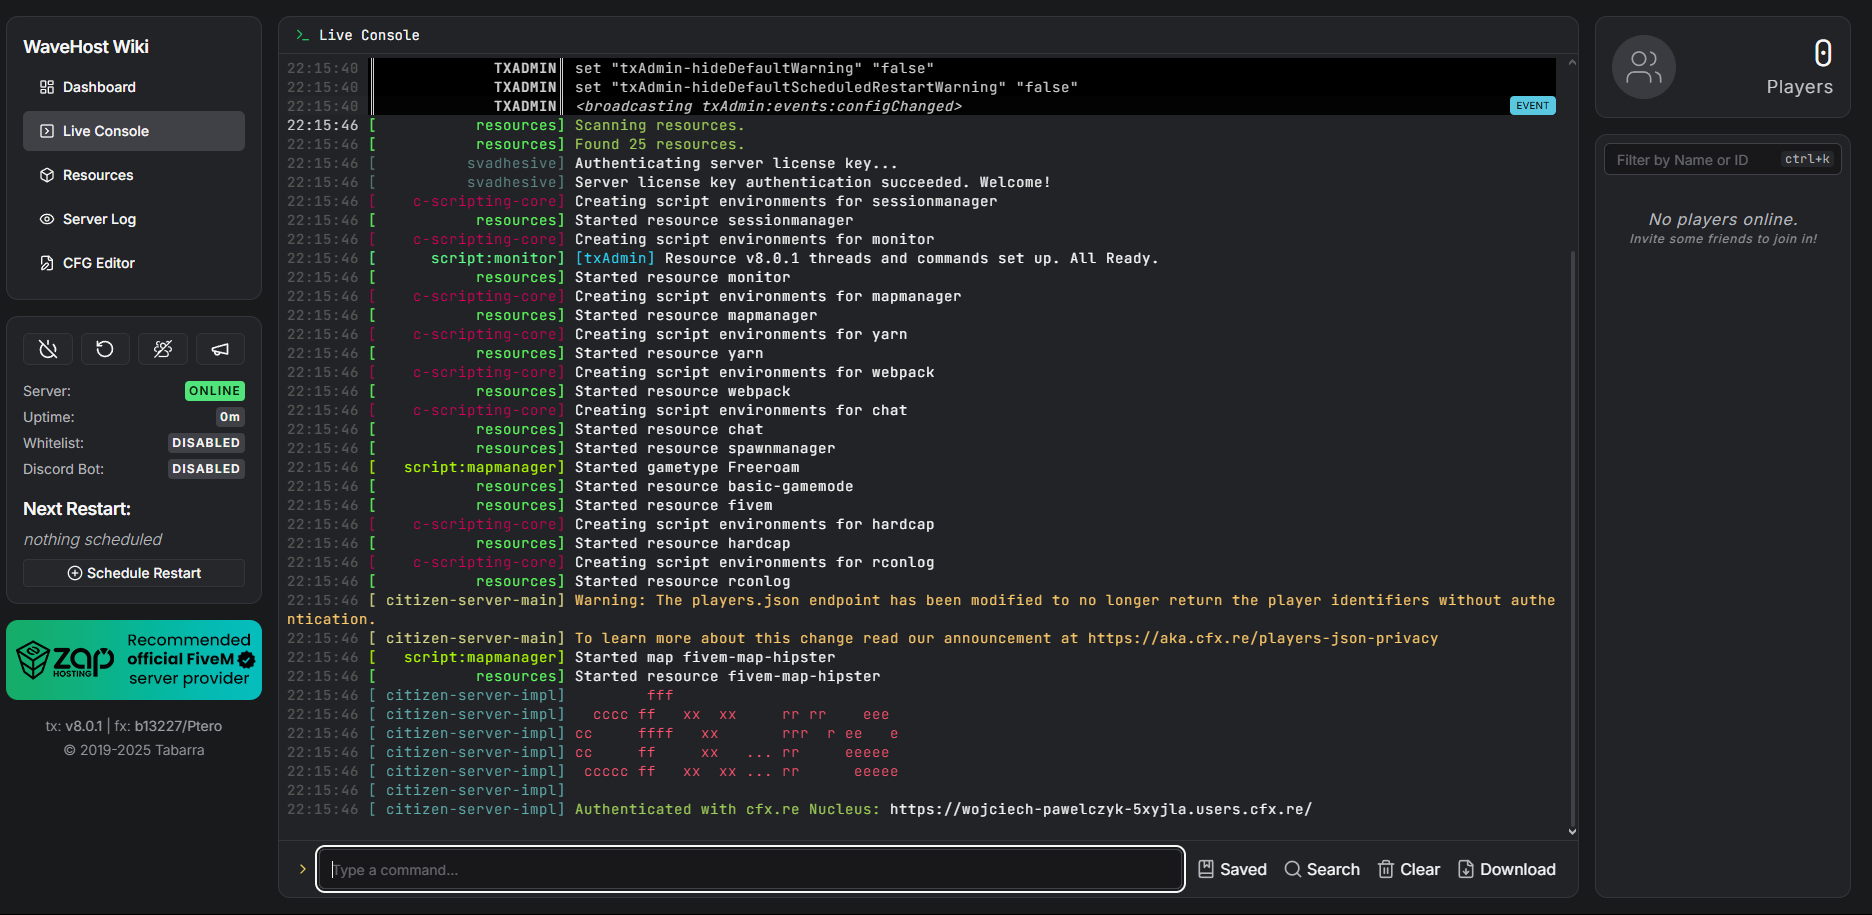 WaveHost Wiki
Dashboard
Live Console
Resources
Server Log
CFG Editor
Server: ONLINE
Uptime: 0m
Whitelist: DISABLED
Discord Bot: DISABLED
Next Restart:
nothing scheduled
Schedule Restart
ZAP HOSTING
Recommended
official FiveM
server provider
tx: v8.0.1 | fx: b13227/Ptero
© 2019-2025 Tabarra
Live Console
22:15:40 TXADMIN set "txAdmin-hideDefaultWarning" "false"
22:15:40 TXADMIN set "txAdmin-hideDefaultScheduledRestartWarning" "false"
22:15:40 TXADMIN <broadcasting txAdmin:events:configChanged> EVENT
22:15:46 [ resources] Scanning resources.
22:15:46 [ resources] Found 25 resources.
22:15:46 [ svadhesive] Authenticating server license key...
22:15:46 [ svadhesive] Server license key authentication succeeded. Welcome!
22:15:46 [ c-scripting-core] Creating script environments for sessionmanager
22:15:46 [ resources] Started resource sessionmanager
22:15:46 [ c-scripting-core] Creating script environments for monitor
22:15:46 [ script:monitor] [txAdmin] Resource v8.0.1 threads and commands set up. All Ready.
22:15:46 [ resources] Started resource monitor
22:15:46 [ c-scripting-core] Creating script environments for mapmanager
22:15:46 [ resources] Started resource mapmanager
22:15:46 [ c-scripting-core] Creating script environments for yarn
22:15:46 [ resources] Started resource yarn
22:15:46 [ c-scripting-core] Creating script environments for webpack
22:15:46 [ resources] Started resource webpack
22:15:46 [ c-scripting-core] Creating script environments for chat
22:15:46 [ resources] Started resource chat
22:15:46 [ resources] Started resource spawnmanager
22:15:46 [ script:mapmanager] Started gametype Freeroam
22:15:46 [ resources] Started resource basic-gamemode
22:15:46 [ resources] Started resource fivem
22:15:46 [ c-scripting-core] Creating script environments for hardcap
22:15:46 [ resources] Started resource hardcap
22:15:46 [ c-scripting-core] Creating script environments for rconlog
22:15:46 [ resources] Started resource rconlog
22:15:46 [ citizen-server-main] Warning: The players.json endpoint has been modified to no longer return the player identifiers without authe
ntication.
22:15:46 [ citizen-server-main] To learn more about this change read our announcement at https://aka.cfx.re/players-json-privacy
22:15:46 [ script:mapmanager] Started map fivem-map-hipster
22:15:46 [ resources] Started resource fivem-map-hipster
22:15:46 [ citizen-server-impl]         fff
22:15:46 [ citizen-server-impl]   cccc ff   xx  xx     rr rr    eee
22:15:46 [ citizen-server-impl] cc     ffff   xx       rrr  r ee   e
22:15:46 [ citizen-server-impl] cc     ff     xx   ... rr     eeeee
22:15:46 [ citizen-server-impl]  ccccc ff   xx  xx ... rr      eeeee
22:15:46 [ citizen-server-impl]
22:15:46 [ citizen-server-impl] Authenticated with cfx.re Nucleus: https://wojciech-pawelczyk-5xyjla.users.cfx.re/
Type a command...
Saved
Search
Clear
Download
0
Players
Filter by Name or ID ctrl+k
No players online.
Invite some friends to join in!